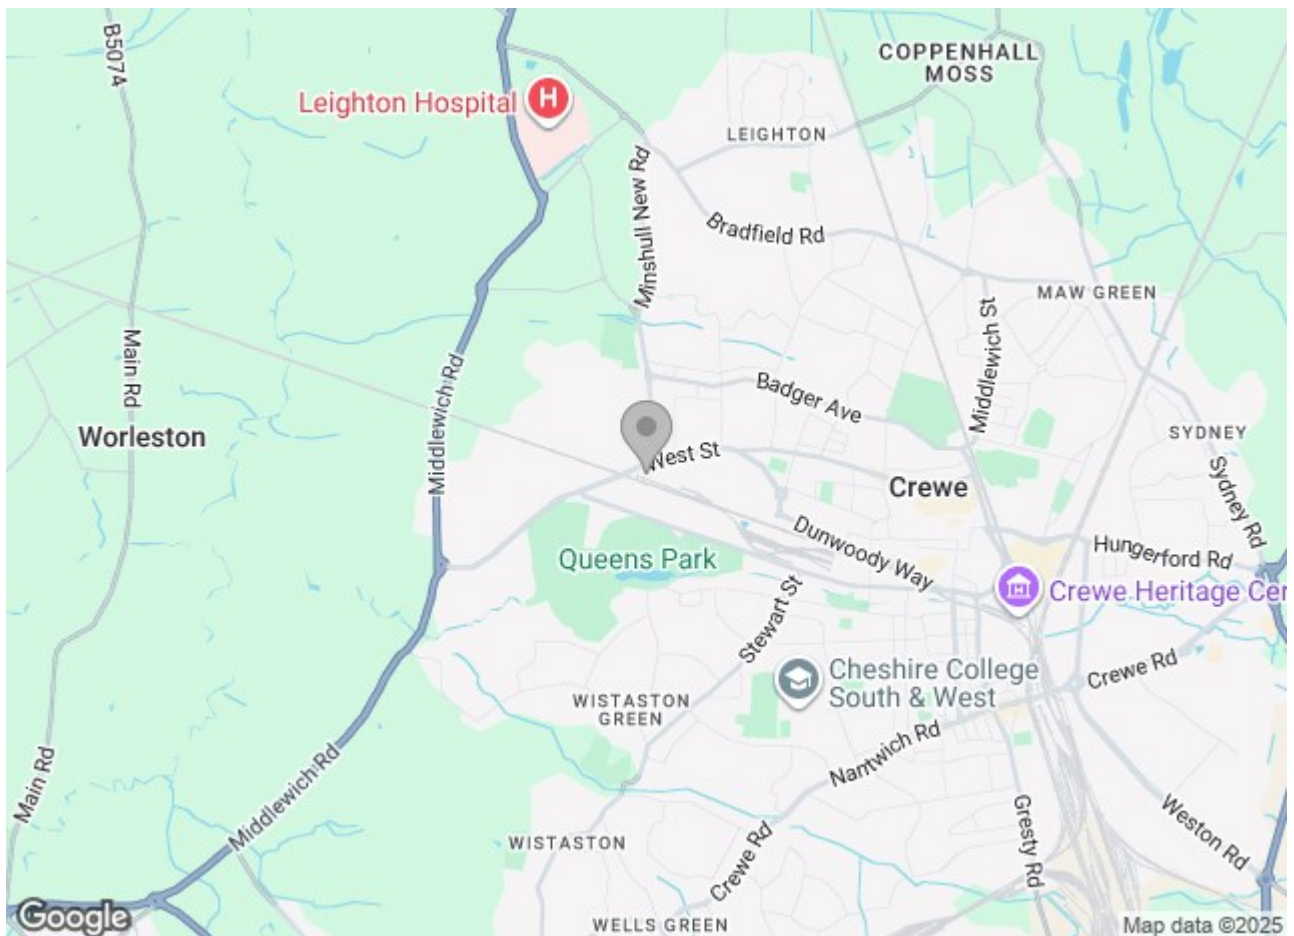 B5074
COPPENHALL
MOSS
Leighton Hospital
H
LEIGHTON
Minshull New Rd
Bradfield Rd
MAW GREEN
Middlewich St
Main Rd
Middlewich Rd
Badger Ave
Worleston
West St
SYDNEY
Crewe
Sydney Rd
Dunwoody Way
Hungerford Rd
Queens Park
Crewe Heritage Cen
Stewart St
Cheshire College
South & West
Crewe Rd
WISTASTON
GREEN
Nantwich Rd
Main Rd
Middlewich Rd
WISTASTON
Crewe Rd
Gresty Rd
Weston Rd
WELLS GREEN
Google
Map data ©2025